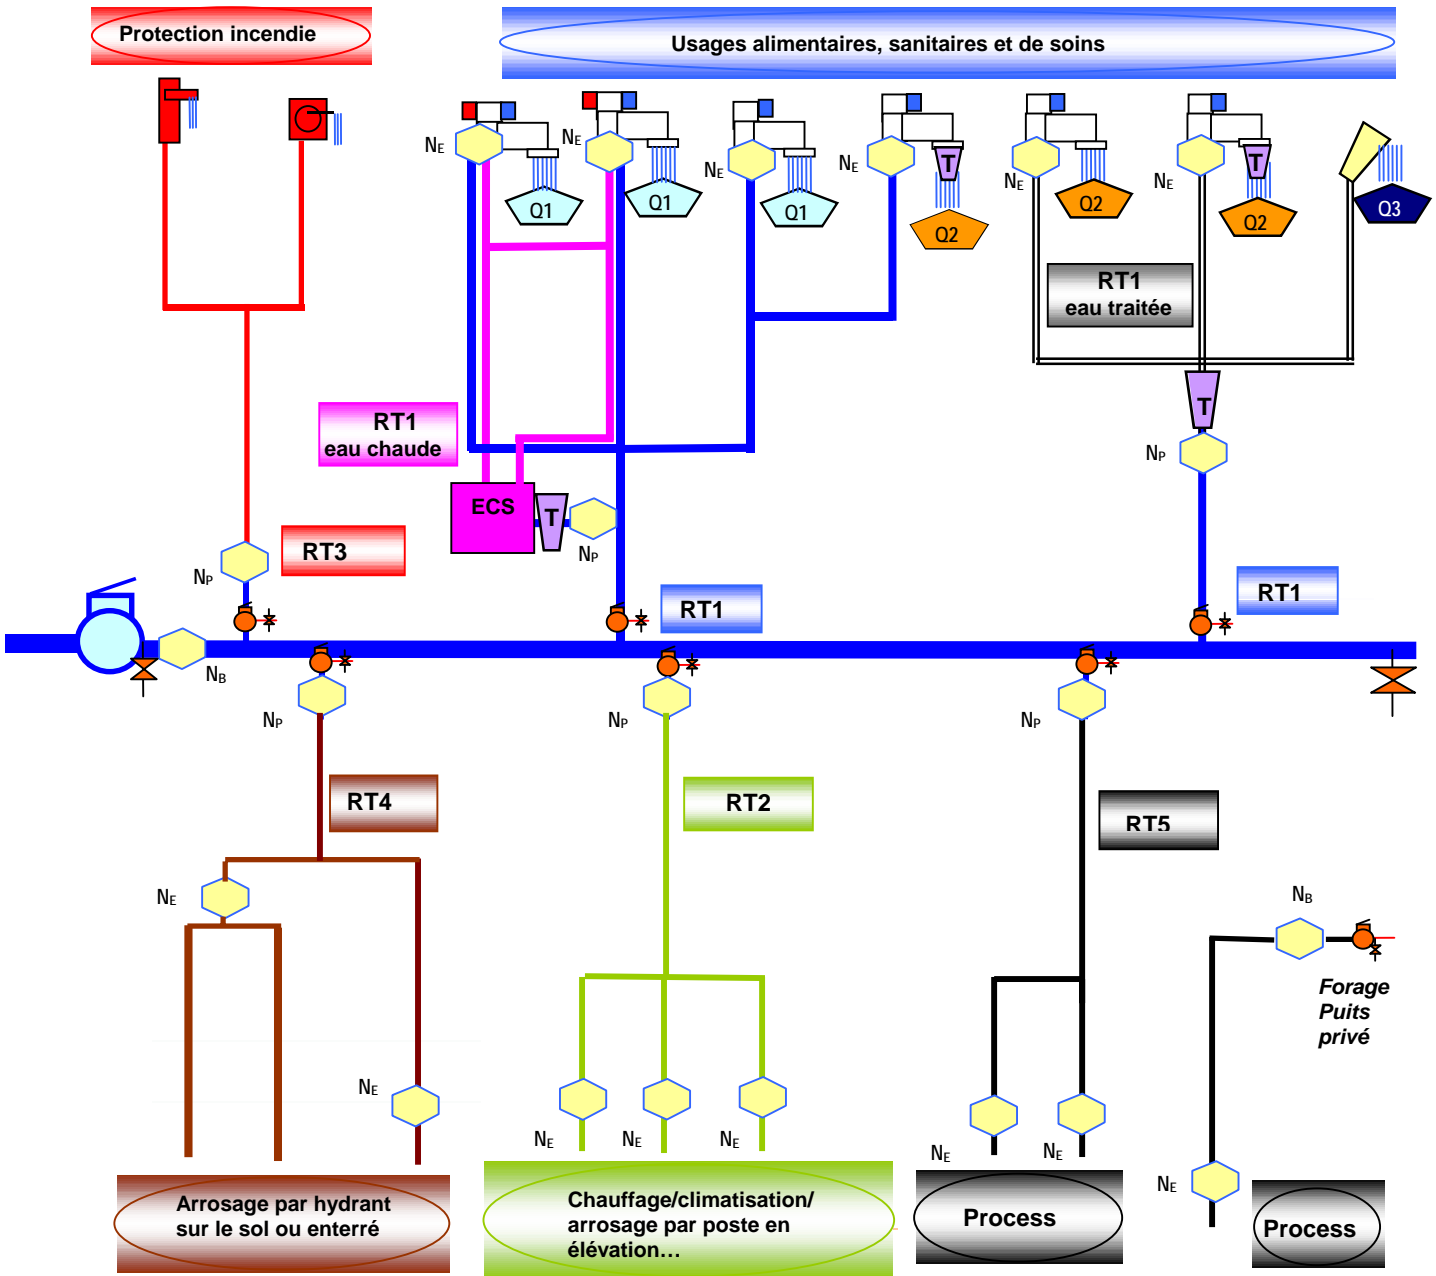 Protection incendie
Usages alimentaires, sanitaires et de soins
NE
NE
NE
NE
NE
NE
T
T
Q1
Q1
Q1
Q2
Q2
Q2
Q3
RT1
eau traitée
T
RT1
eau chaude
NP
ECS
T
NP
RT3
NP
RT1
RT1
NB
NP
NP
NP
RT4
RT2
RT5
NE
NB
Forage
Puits
privé
NE
NE
NE
NE
NE
NE
NE
Arrosage par hydrant
sur le sol ou enterré
Chauffage/climatisation/
arrosage par poste en
élévation…
Process
Process